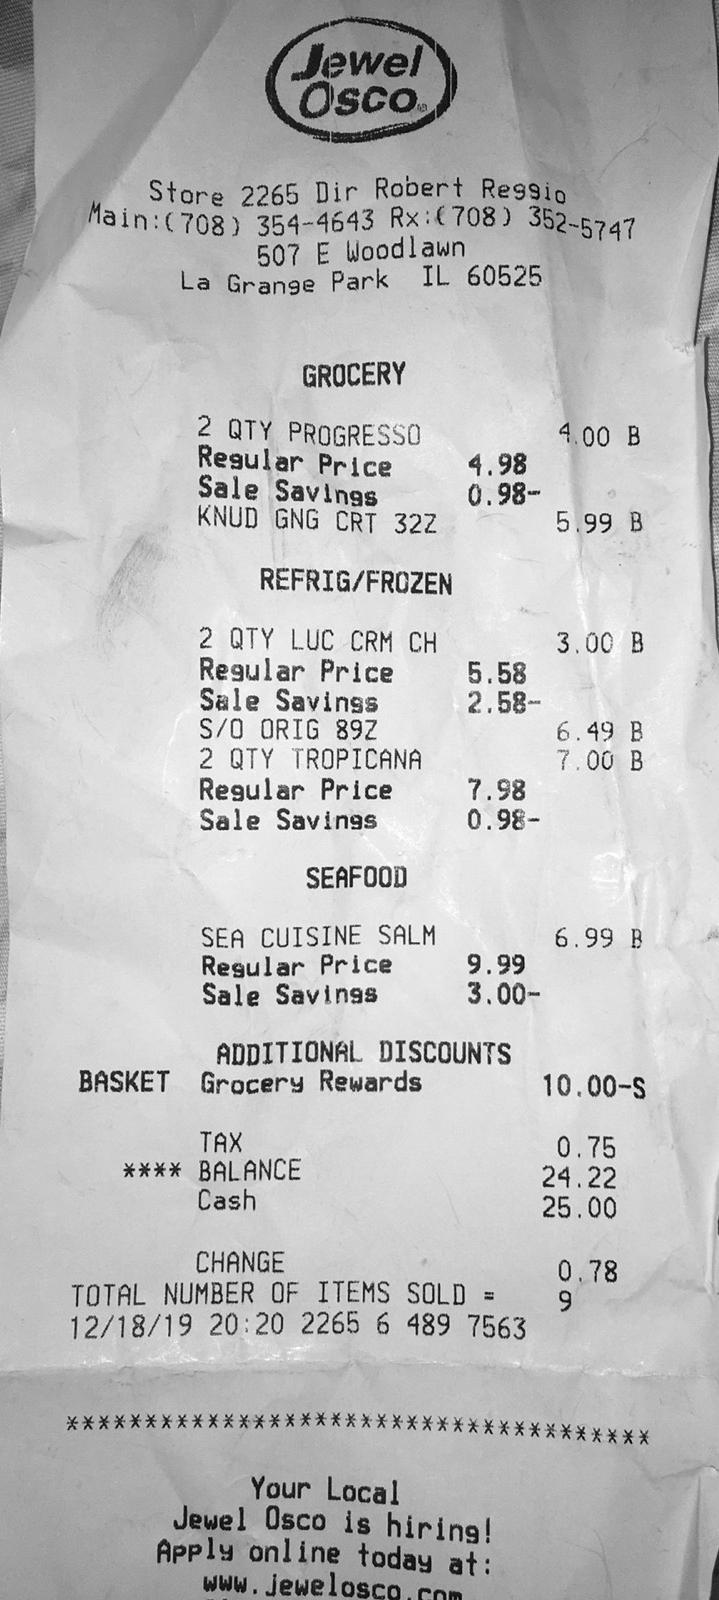 Jewel
Osco
Store 2265 Dir Robert Reggio
Main:(708) 354-4643 Rx:(708) 352-5747
507 E Woodlawn
La Grange Park IL 60525
GROCERY
2 QTY PROGRESSO 4.00 B
Regular Price 4.98
Sale Savings 0.98-
KNUD GNG CRT 32Z 5.99 B
REFRIG/FROZEN
2 QTY LUC CRM CH 3.00 B
Regular Price 5.58
Sale Savings 2.58-
S/O ORIG 89Z 6.49 B
2 QTY TROPICANA 7.00 B
Regular Price 7.98
Sale Savings 0.98-
SEAFOOD
SEA CUISINE SALM 6.99 B
Regular Price 9.99
Sale Savings 3.00-
ADDITIONAL DISCOUNTS
BASKET Grocery Rewards 10.00-S
TAX 0.75
**** BALANCE 24.22
Cash 25.00
CHANGE 0.78
TOTAL NUMBER OF ITEMS SOLD = 9
12/18/19 20:20 2265 6 489 7563
**************************************
Your Local
Jewel Osco is hiring!
Apply online today at:
www.jewelosco.com